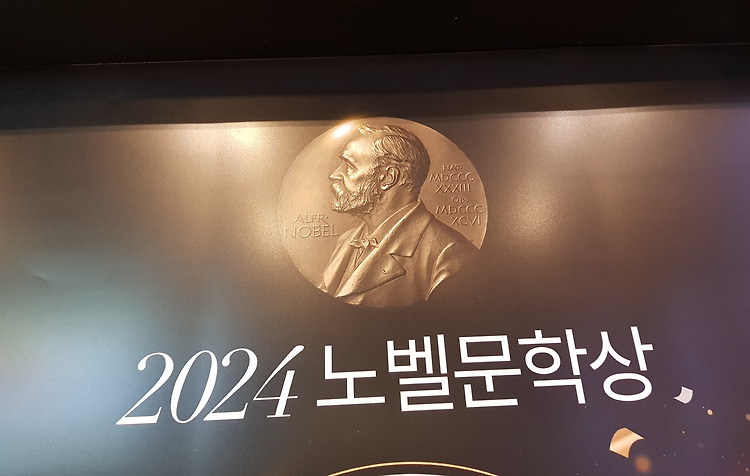 ALFR·
NOBEL
NAT·
MDCCC
XXXIII
OB·
MDCCC
XCVI
2024 노벨문학상